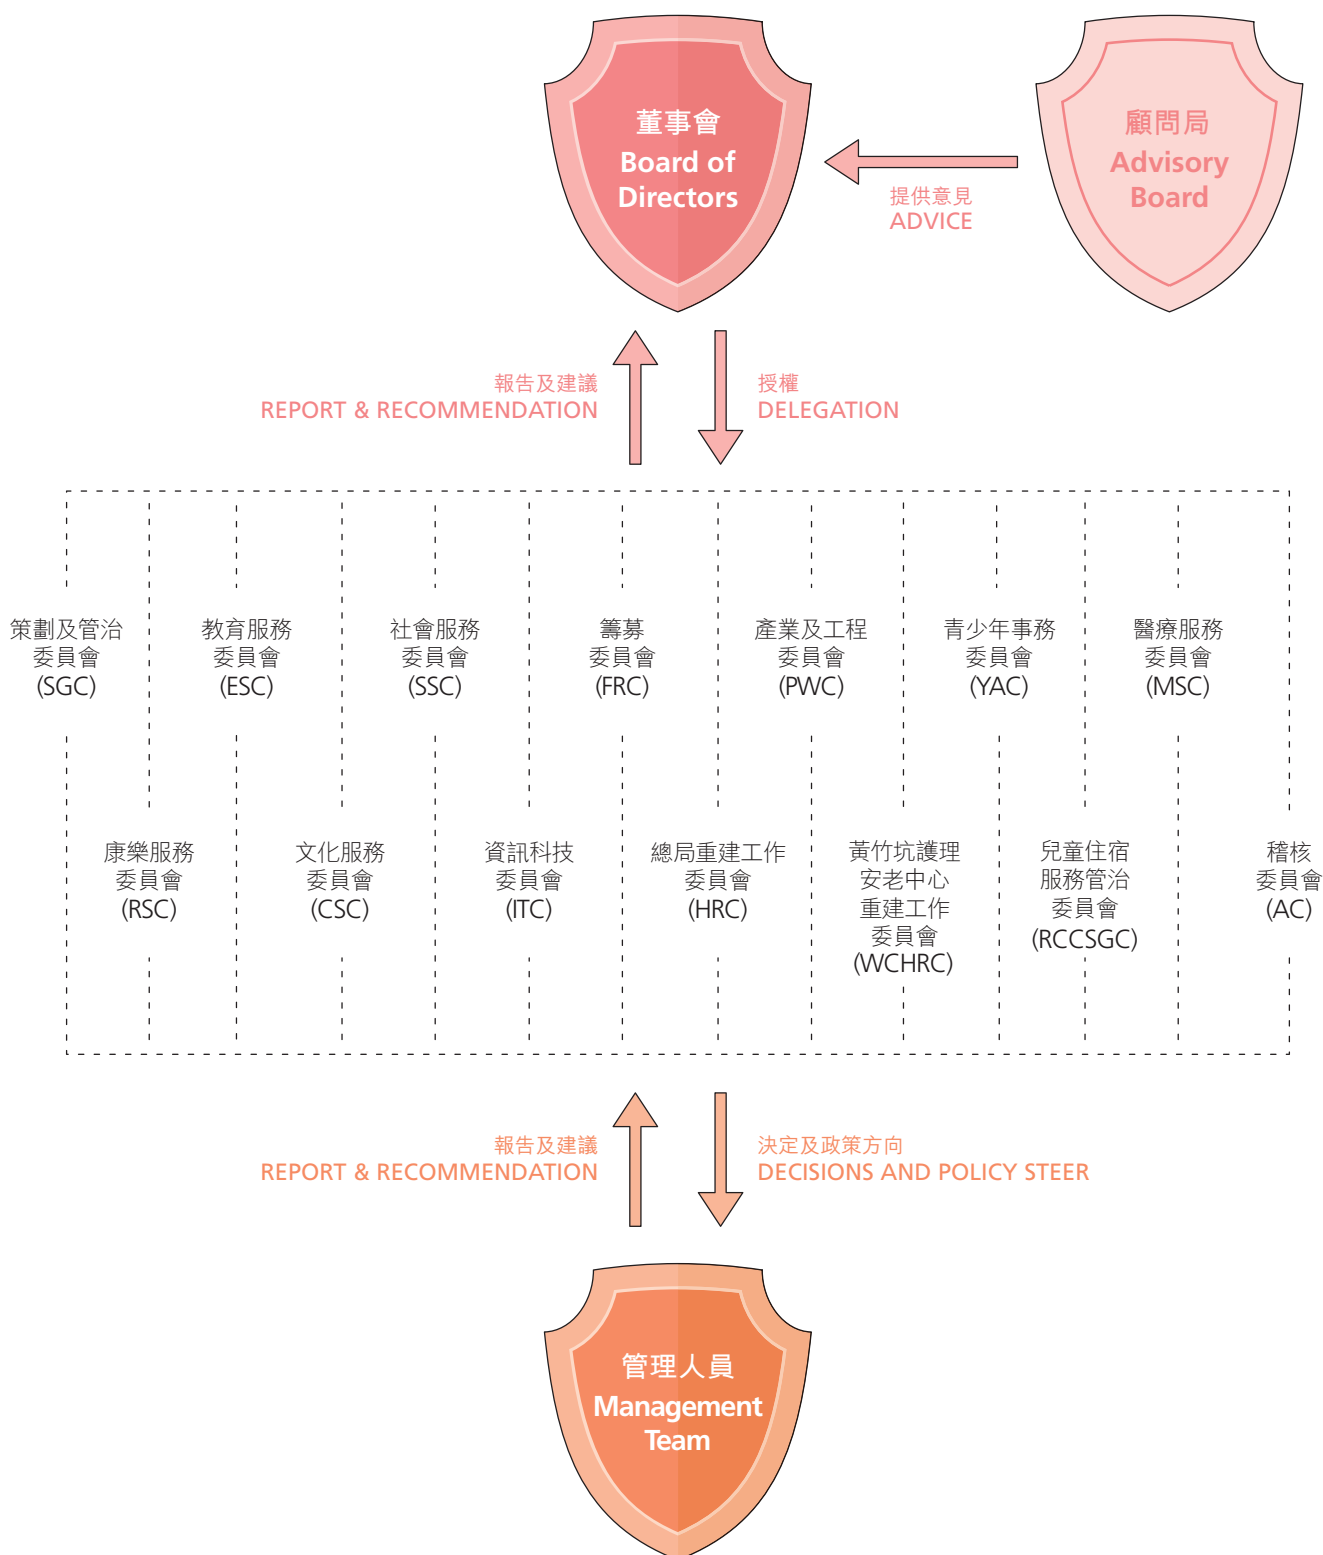 董事會
Board of
Directors
顧問局
Advisory
Board
提供意見
ADVICE
報告及建議
REPORT & RECOMMENDATION
授權
DELEGATION
策劃及管治
委員會
(SGC)
教育服務
委員會
(ESC)
社會服務
委員會
(SSC)
籌募
委員會
(FRC)
產業及工程
委員會
(PWC)
青少年事務
委員會
(YAC)
醫療服務
委員會
(MSC)
康樂服務
委員會
(RSC)
文化服務
委員會
(CSC)
資訊科技
委員會
(ITC)
總局重建工作
委員會
(HRC)
黃竹坑護理
安老中心
重建工作
委員會
(WCHRC)
兒童住宿
服務管治
委員會
(RCCSGC)
稽核
委員會
(AC)
報告及建議
REPORT & RECOMMENDATION
決定及政策方向
DECISIONS AND POLICY STEER
管理人員
Management
Team